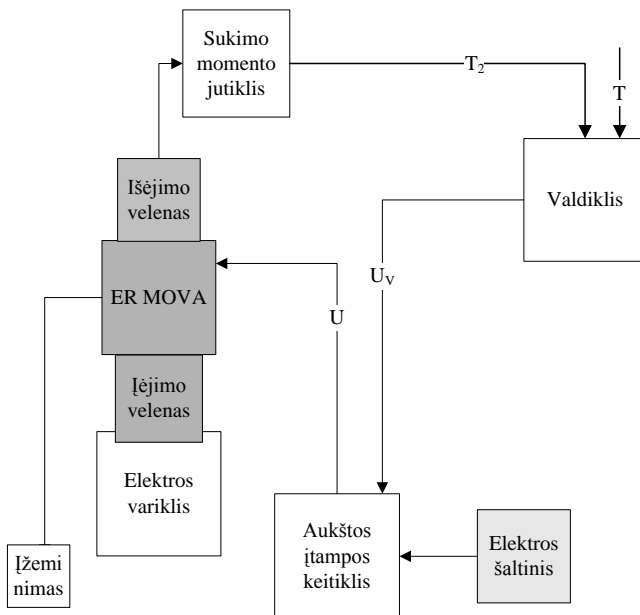 Sukimo
momento
jutiklis
T₂
T
Išėjimo
velenas
Valdiklis
ER MOVA
U
Uᵥ
Įėjimo
velenas
Elektros
variklis
Aukštos
įtampos
keitiklis
Elektros
šaltinis
Įžemi
nimas